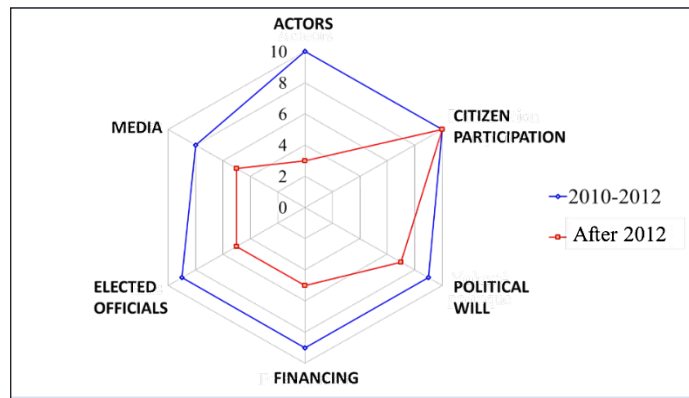 ACTORS
10
8
6
4
2
0
MEDIA
CITIZEN
PARTICIPATION
2010-2012
After 2012
ELECTED
OFFICIALS
POLITICAL
WILL
FINANCING